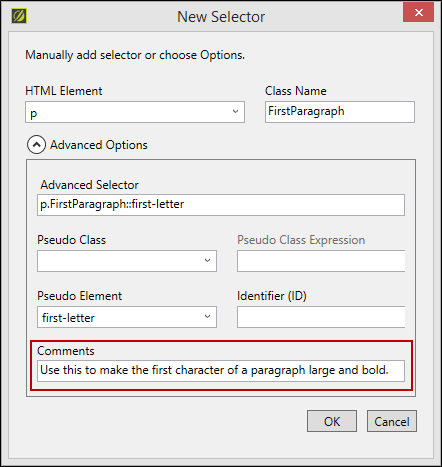 New Selector
Manually add selector or choose Options.
HTML Element
Class Name
p
FirstParagraph
Advanced Options
Advanced Selector
p.FirstParagraph::first-letter
Pseudo Class
Pseudo Class Expression
Pseudo Element
Identifier (ID)
first-letter
Comments
Use this to make the first character of a paragraph large and bold.
OK
Cancel